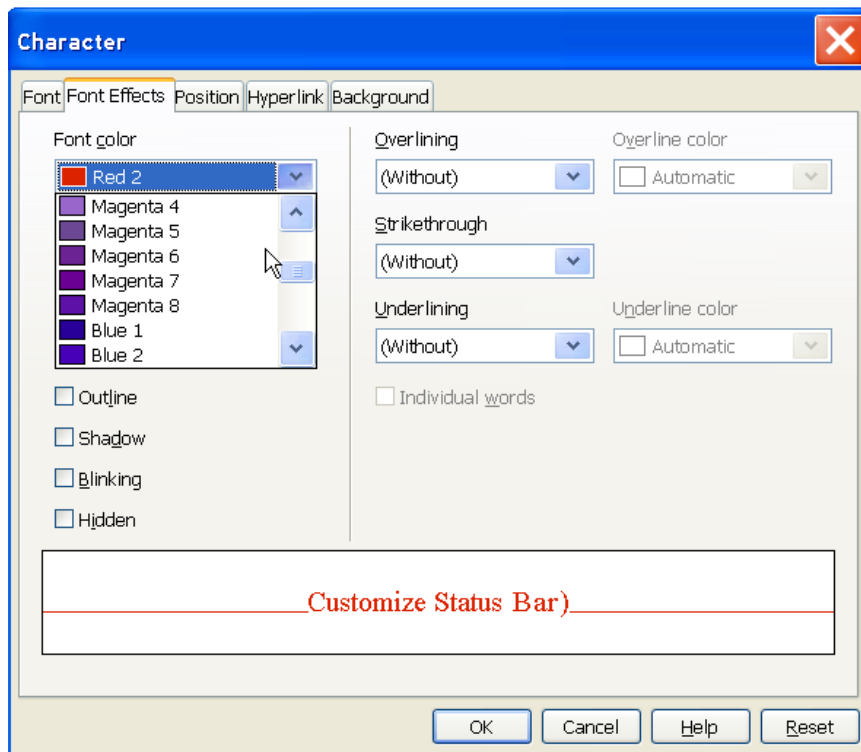 Character
Font Font Effects Position Hyperlink Background
Font color Overlining Overline color
Red 2 (Without) Automatic
Magenta 4
Magenta 5 Strikethrough
Magenta 6 (Without)
Magenta 7
Magenta 8 Underlining Underline color
Blue 1
Blue 2 (Without) Automatic
Outline Individual words
Shadow
Blinking
Hidden
Customize Status Bar)
OK Cancel Help Reset